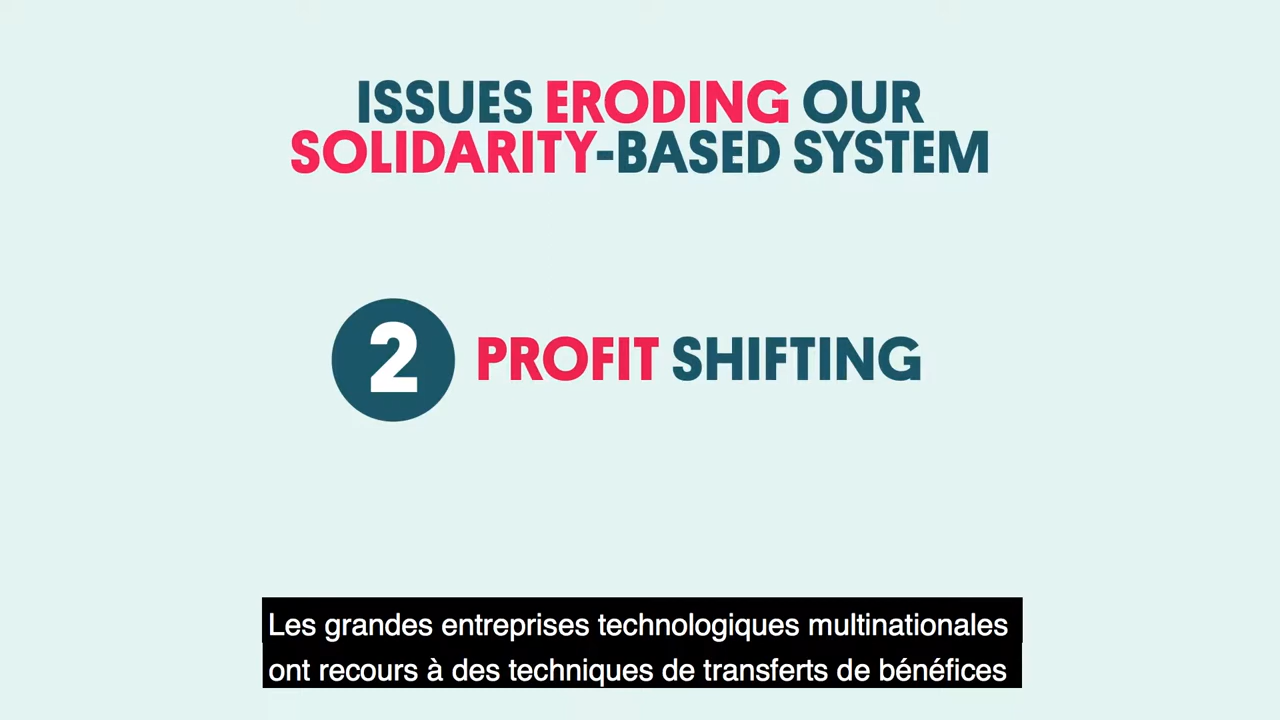 ISSUES ERODING OUR
SOLIDARITY-BASED SYSTEM
2 PROFIT SHIFTING
Les grandes entreprises technologiques multinationales
ont recours à des techniques de transferts de bénéfices